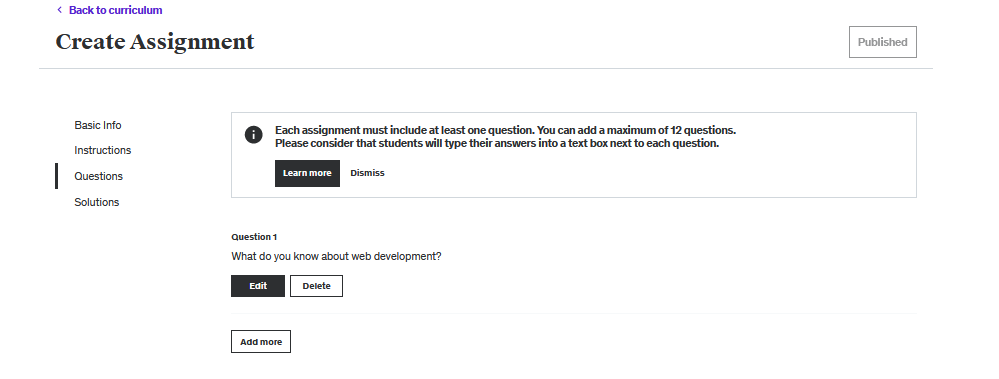 Back to curriculum
Create Assignment
Published
Basic Info
Instructions
Questions
Solutions
Each assignment must include at least one question. You can add a maximum of 12 questions.
Please consider that students will type their answers into a text box next to each question.
Learn more Dismiss
Question 1
What do you know about web development?
Edit Delete
Add more